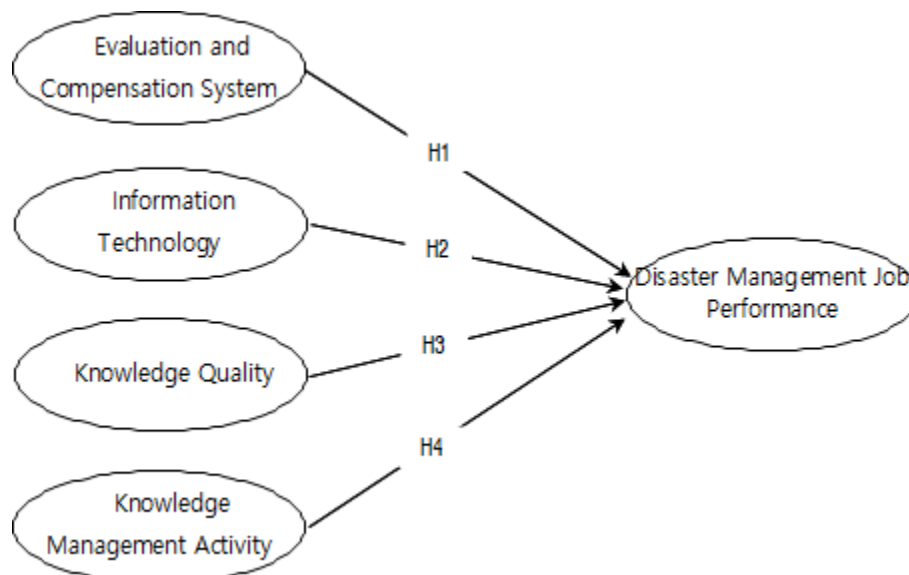 Evaluation and
Compensation System
H1
Information
Technology
H2
Disaster Management Job
Performance
H3
Knowledge Quality
H4
Knowledge
Management Activity